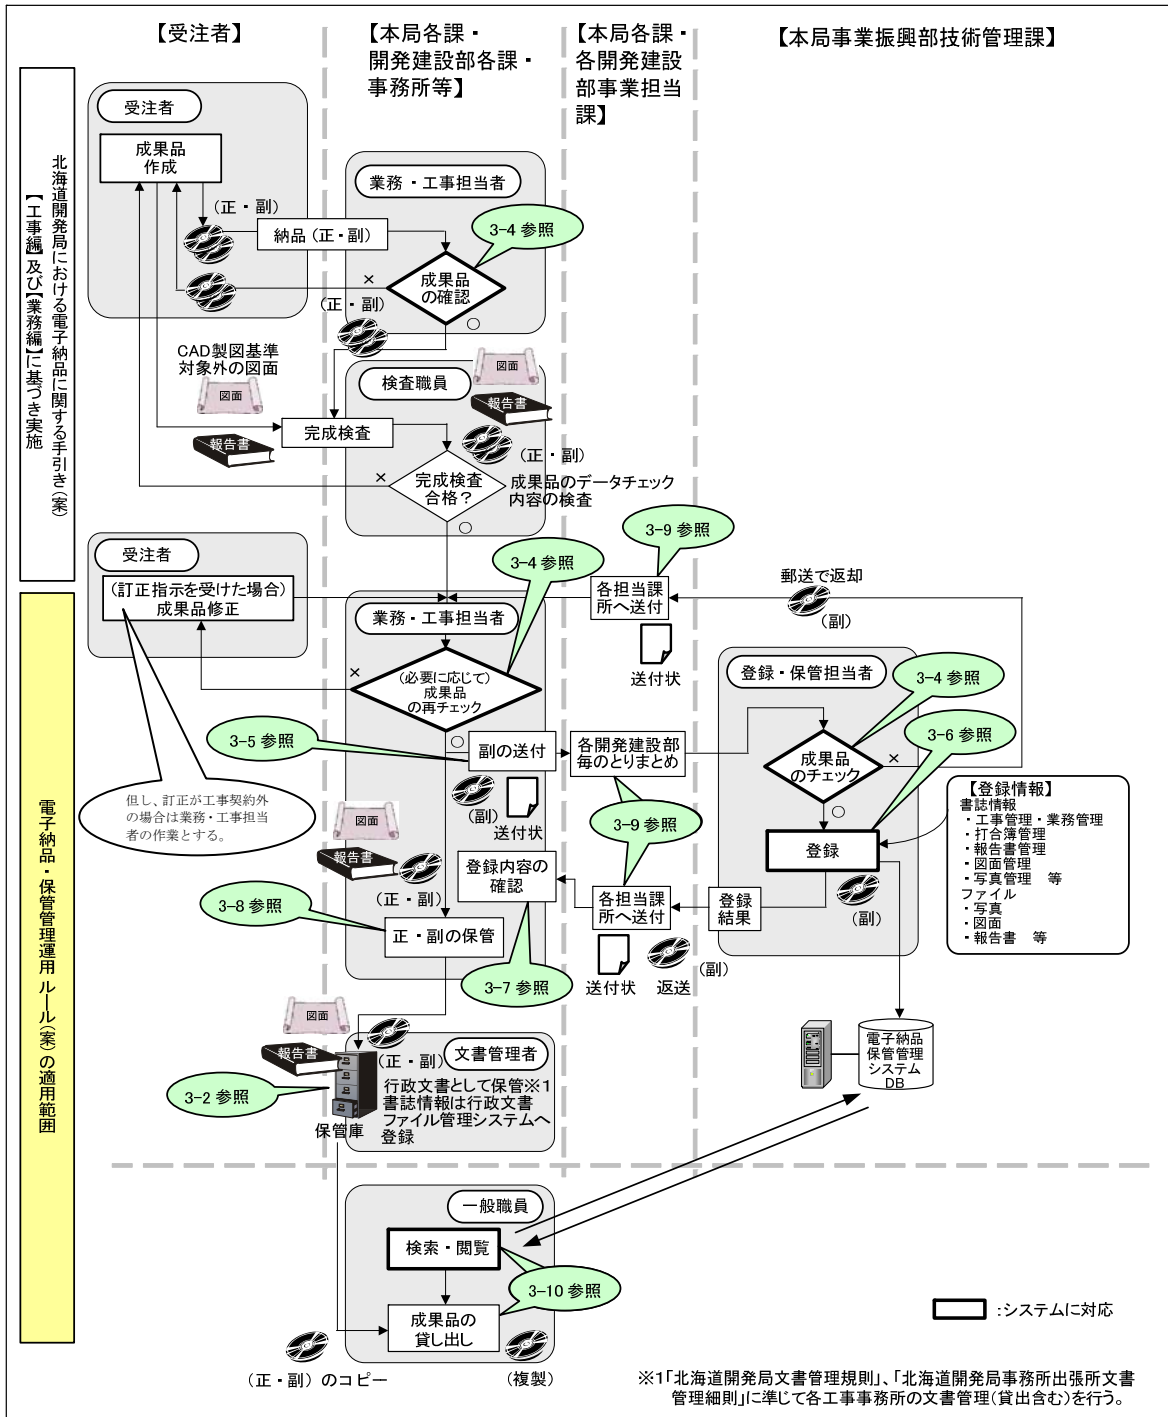 【受注者】
【本局各課・
開発建設部各課・
事務所等】
【本局各課・
各開発建設
部事業担当
課】
【本局事業振興部技術管理課】
北海道開発局における電子納品に関する手引き(案)
【工事編】及び【業務編】に基づき実施
受注者
成果品
作成
(正・副)
納品(正・副)
業務・工事担当者
3-4 参照
成果品
の確認
×
(正・副)
○
CAD製図基準
対象外の図面
図面
報告書
完成検査
検査職員
図面
報告書
(正・副)
×
完成検査
合格?
成果品のデータチェック
内容の検査
○
電子納品・保管管理運用 ルール(案)の適用範囲
受注者
(訂正指示を受けた場合)
成果品修正
3-4 参照
3-9 参照
各担当課
所へ送付
送付状
郵送で返却
(副)
業務・工事担当者
×
(必要に応じて)
成果品
の再チェック
○
登録・保管担当者
3-4 参照
3-6 参照
3-5 参照
副の送付
各開発建設部
毎のとりまとめ
成果品
のチェック
×
○
(副)
送付状
但し、訂正が工事契約外
の場合は業務・工事担当
者の作業とする。
図面
報告書
(正・副)
3-9 参照
登録
(副)
【登録情報】
書誌情報
・工事管理・業務管理
・打合簿管理
・報告書管理
・図面管理
・写真管理 等
ファイル
・写真
・図面
・報告書 等
登録内容の
確認
各担当課
所へ送付
登録
結果
3-8 参照
正・副の保管
3-7 参照
送付状
返送
(副)
図面
報告書
(正・副)
文書管理者
行政文書として保管※1
書誌情報は行政文書
ファイル管理システムへ
登録
3-2 参照
保管庫
電子納品
保管管理
システム
DB
一般職員
検索・閲覧
3-10 参照
成果品の
貸し出し
(正・副)のコピー
(複製)
:システムに対応
※1「北海道開発局文書管理規則」、「北海道開発局事務所出張所文書
管理細則」に準じて各工事事務所の文書管理(貸出含む)を行う。